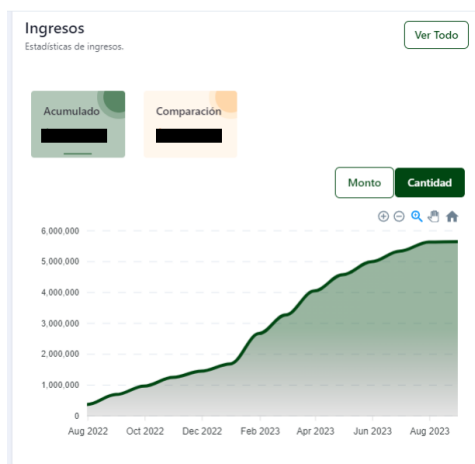 Ingresos
Ver Todo
Estadísticas de ingresos.
Acumulado
Comparación
Monto
Cantidad
6,000,000
5,000,000
4,000,000
3,000,000
2,000,000
1,000,000
0
Aug 2022
Oct 2022
Dec 2022
Feb 2023
Apr 2023
Jun 2023
Aug 2023